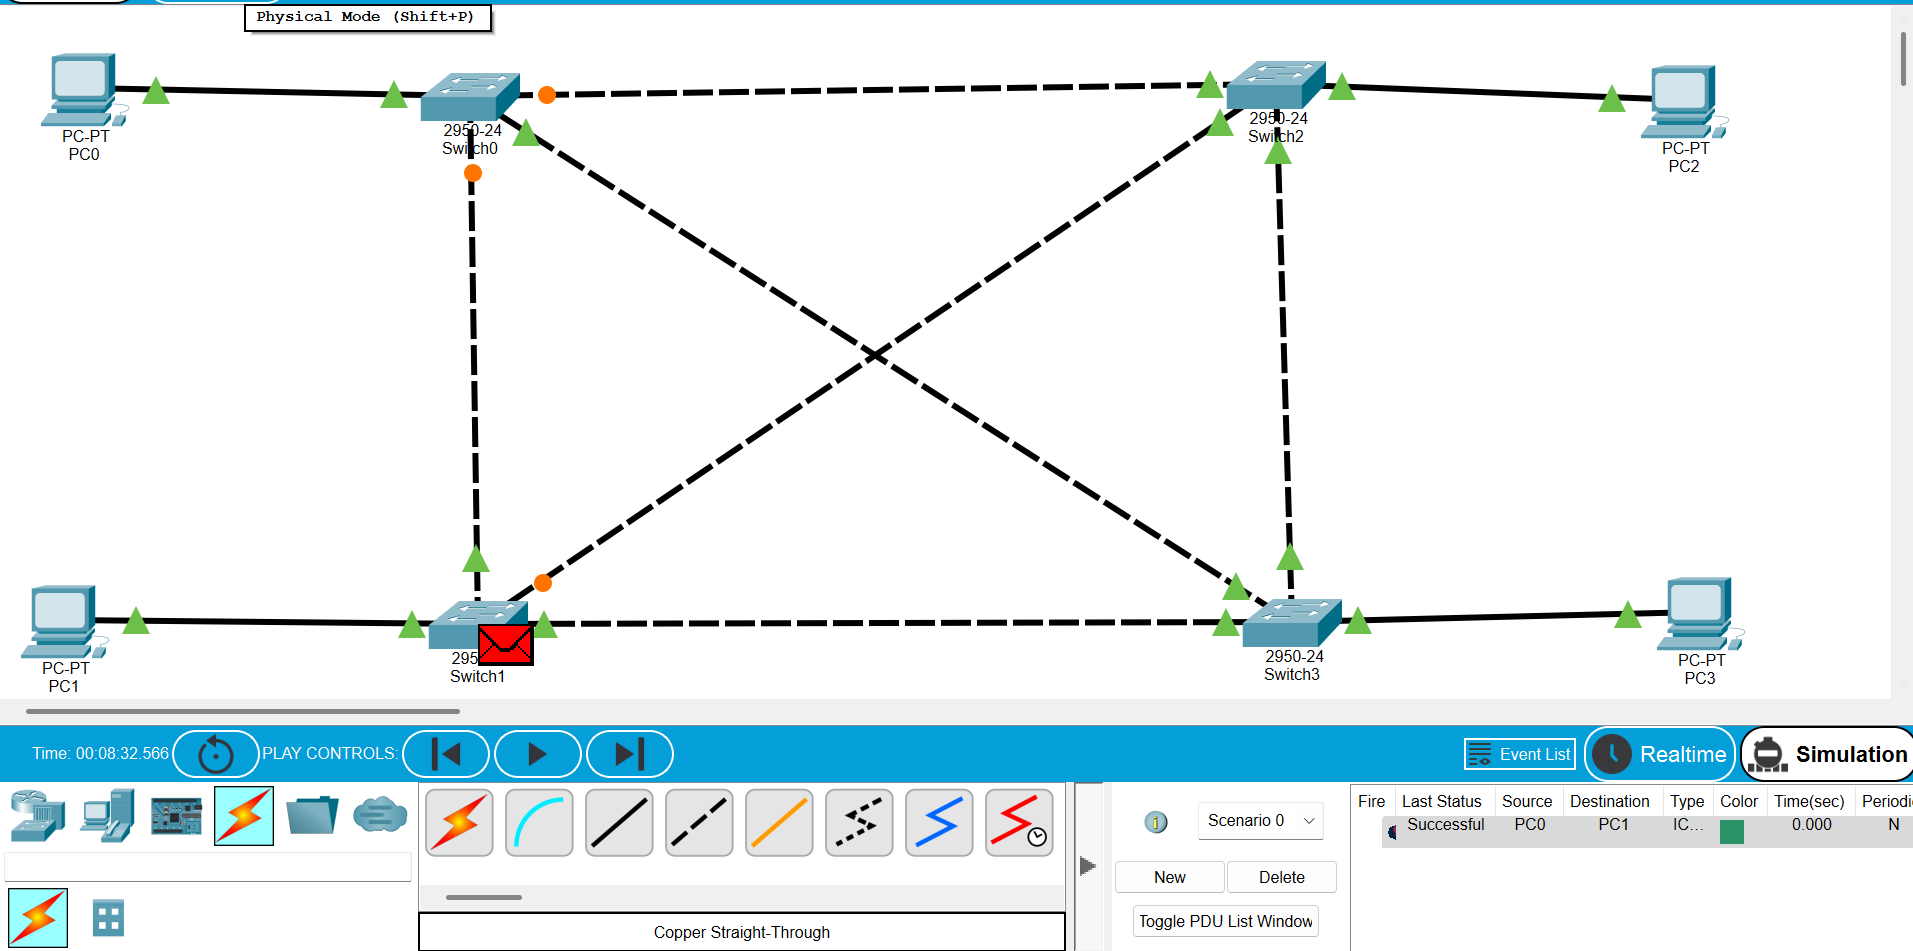 Physical Mode (Shift+P)
PC-PT
PC0
2950-24
Switch0
2950-24
Switch2
PC-PT
PC2
PC-PT
PC1
295
Switch1
2950-24
Switch3
PC-PT
PC3
Time: 00:08:32.566
PLAY CONTROLS:
Event List
Realtime
Simulation
Scenario 0
New
Delete
Toggle PDU List Window
Copper Straight-Through
Fire Last Status Source Destination Type Color Time(sec) Periodic
Successful PC0 PC1 IC... 0.000 N